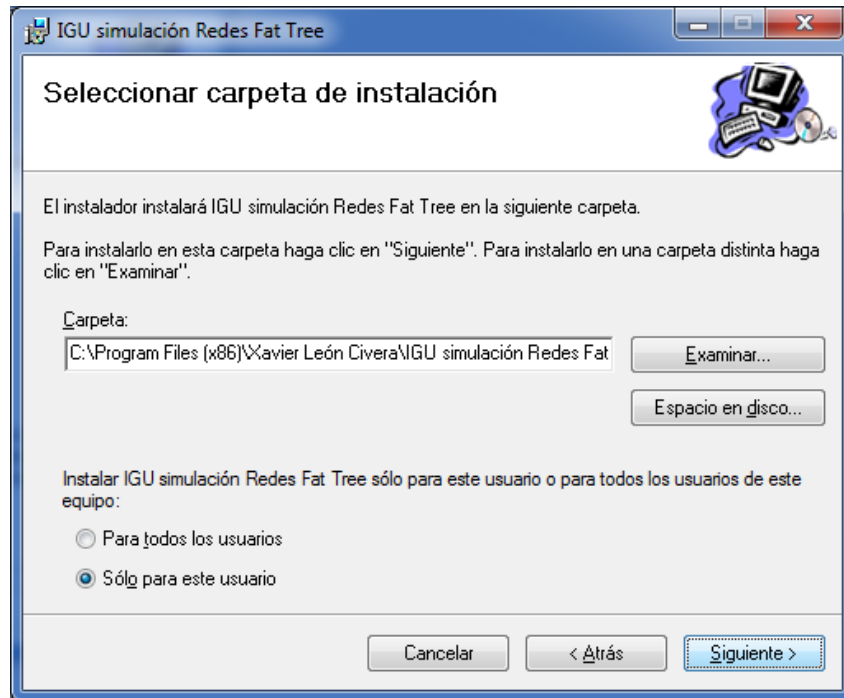 IGU simulación Redes Fat Tree
Seleccionar carpeta de instalación
El instalador instalará IGU simulación Redes Fat Tree en la siguiente carpeta.
Para instalarlo en esta carpeta haga clic en "Siguiente". Para instalarlo en una carpeta distinta haga
clic en "Examinar".
Carpeta:
C:\Program Files (x86)\Xavier León Civera\IGU simulación Redes Fat
Examinar...
Espacio en disco...
Instalar IGU simulación Redes Fat Tree sólo para este usuario o para todos los usuarios de este
equipo:
Para todos los usuarios
Sólo para este usuario
Cancelar
< Atrás
Siguiente >